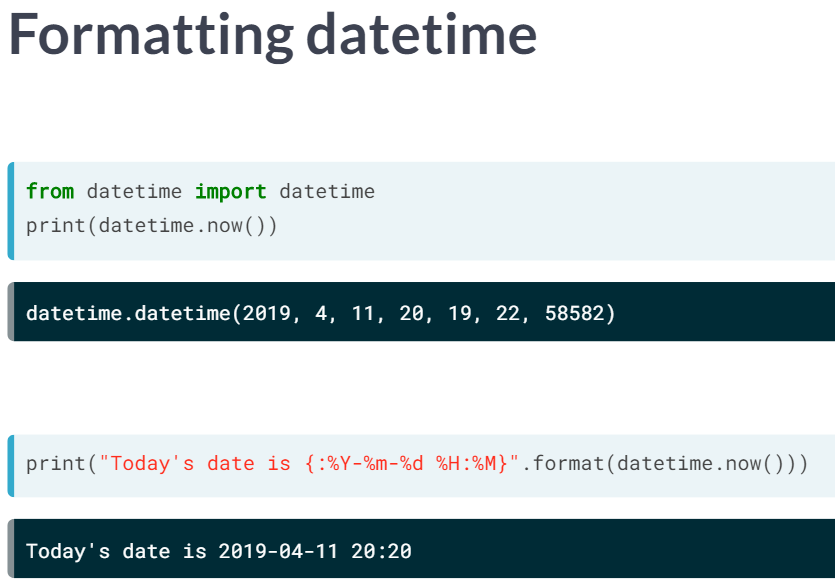 Formatting datetime
from datetime import datetime
print(datetime.now())
datetime.datetime(2019, 4, 11, 20, 19, 22, 58582)
print("Today's date is {:%Y-%m-%d %H:%M}".format(datetime.now()))
Today's date is 2019-04-11 20:20